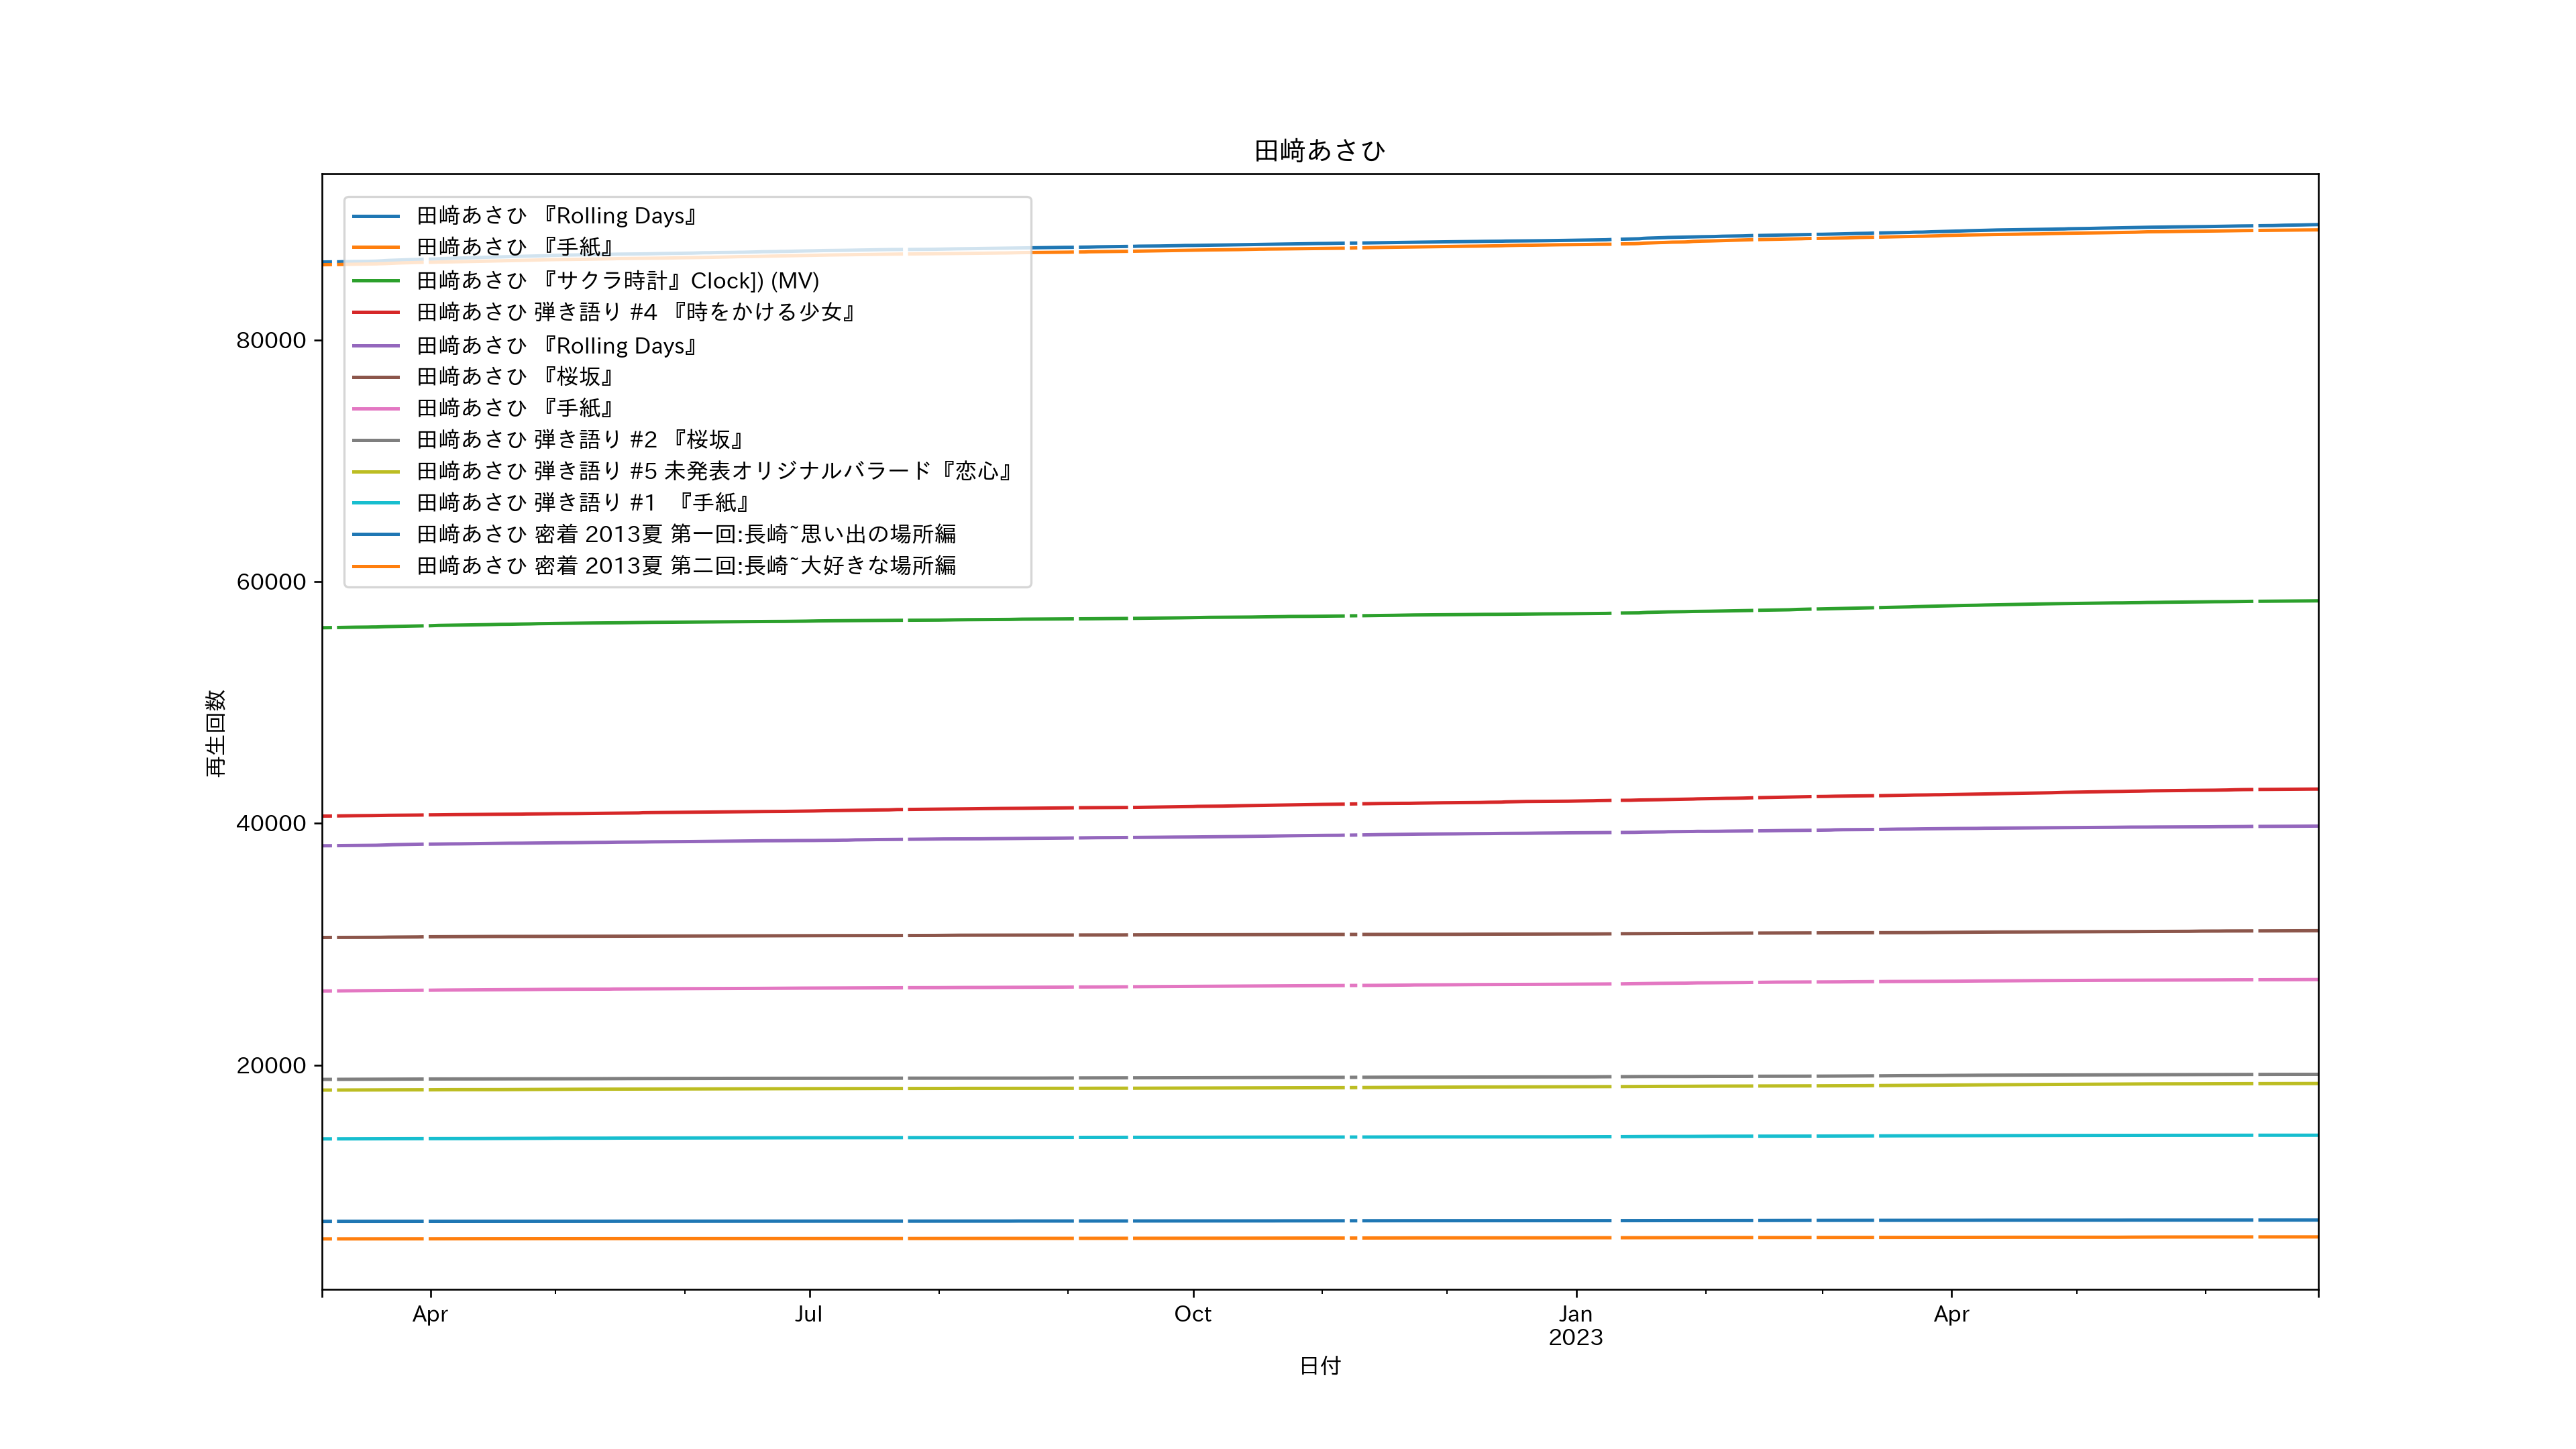 田﨑あさひ
田﨑あさひ 『Rolling Days』
田﨑あさひ 『手紙』
田﨑あさひ 『サクラ時計』Clock]) (MV)
田﨑あさひ 弾き語り #4 『時をかける少女』
田﨑あさひ 『Rolling Days』
田﨑あさひ 『桜坂』
田﨑あさひ 『手紙』
田﨑あさひ 弾き語り #2 『桜坂』
田﨑あさひ 弾き語り #5 未発表オリジナルバラード『恋心』
田﨑あさひ 弾き語り #1 『手紙』
田﨑あさひ 密着 2013夏 第一回:長崎~思い出の場所編
田﨑あさひ 密着 2013夏 第二回:長崎~大好きな場所編
80000
60000
40000
20000
再生回数
Apr
Jul
Oct
Jan
2023
Apr
日付